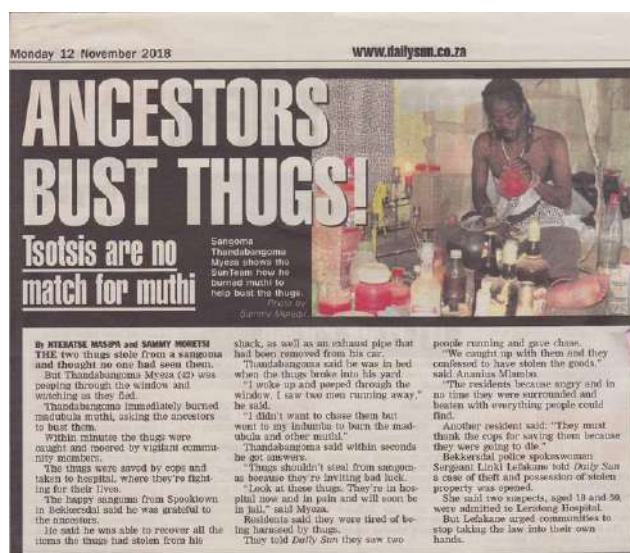 Monday 12 November 2018
www.dailysun.co.za
ANCESTORS
BUST THUGS!
Tsotsis are no
match for muthi
Sangoma
Thandabangoma
Myeza shows the
SunTeam how he
burned muthi to
help bust the thugs.
Photo by
Sammy Moretsi
By NTEBATSE MASIPA and SAMMY MORETSI
THE two thugs stole from a sangoma
and thought no one had seen them.
But Thandabangoma Myeza (42) was
peeping through the window and
watching as they fled.
Thandabangoma immediately burned
madubula muthi, asking the ancestors
to bust them.
Within minutes the thugs were
caught and moered by vigilant commu-
nity members.
The thugs were saved by cops and
taken to hospital, where they're fight-
ing for their lives.
The happy sangoma from Spooktown
in Bekkersdal said he was grateful to
the ancestors.
He said he was able to recover all the
items the thugs had stolen from his
shack, as well as an exhaust pipe that
had been removed from his car.
Thandabangoma said he was in bed
when the thugs broke into his yard.
"I woke up and peeped through the
window. I saw two men running away,"
he said.
"I didn't want to chase them but
went to my indumba to burn the mad-
ubula and other muthi."
Thandabangoma said within seconds
he got answers.
"Thugs shouldn't steal from sangom-
as because they're inviting bad luck.
"Look at these thugs. They're in hos-
pital now and in pain and will soon be
in jail," said Myeza.
Residents said they were tired of be-
ing harassed by thugs.
They told Daily Sun they saw two
people running and gave chase.
"We caught up with them and they
confessed to have stolen the goods,"
said Ananias Mlambo.
"The residents became angry and in
no time they were surrounded and
beaten with everything people could
find."
Another resident said: "They must
thank the cops for saving them because
they were going to die."
Bekkersdal police spokeswoman
Sergeant Linki Lefakane told Daily Sun
a case of theft and possession of stolen
property was opened.
She said two suspects, aged 18 and
were admitted to Leratong Hospital.
But Lefakane urged communities to
stop taking the law into their own
hands.